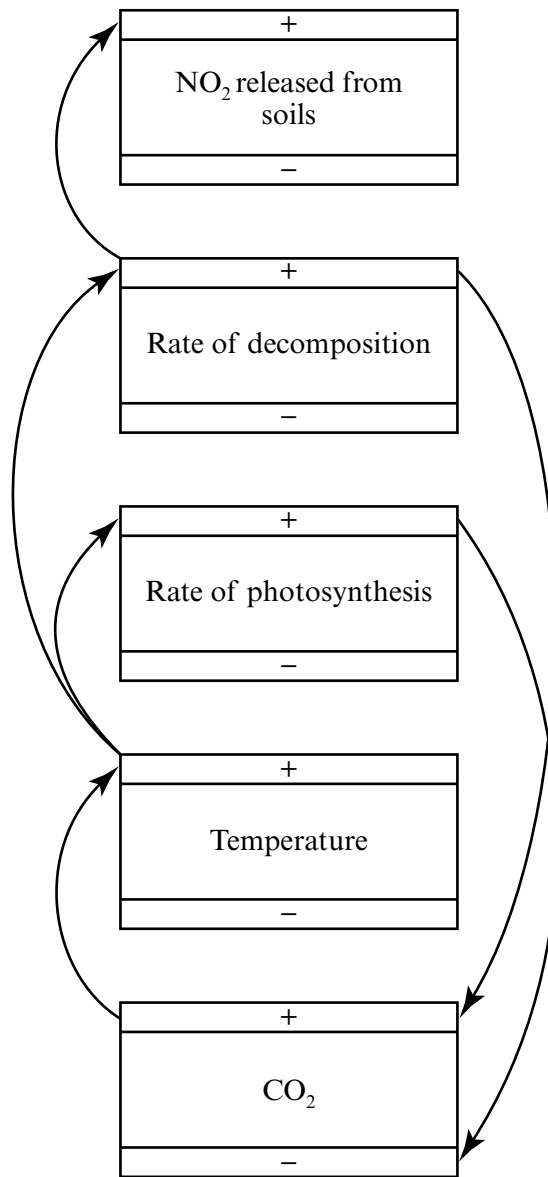 +
NO₂ released from
soils
−
+
Rate of decomposition
−
+
Rate of photosynthesis
−
+
Temperature
−
+
CO₂
−